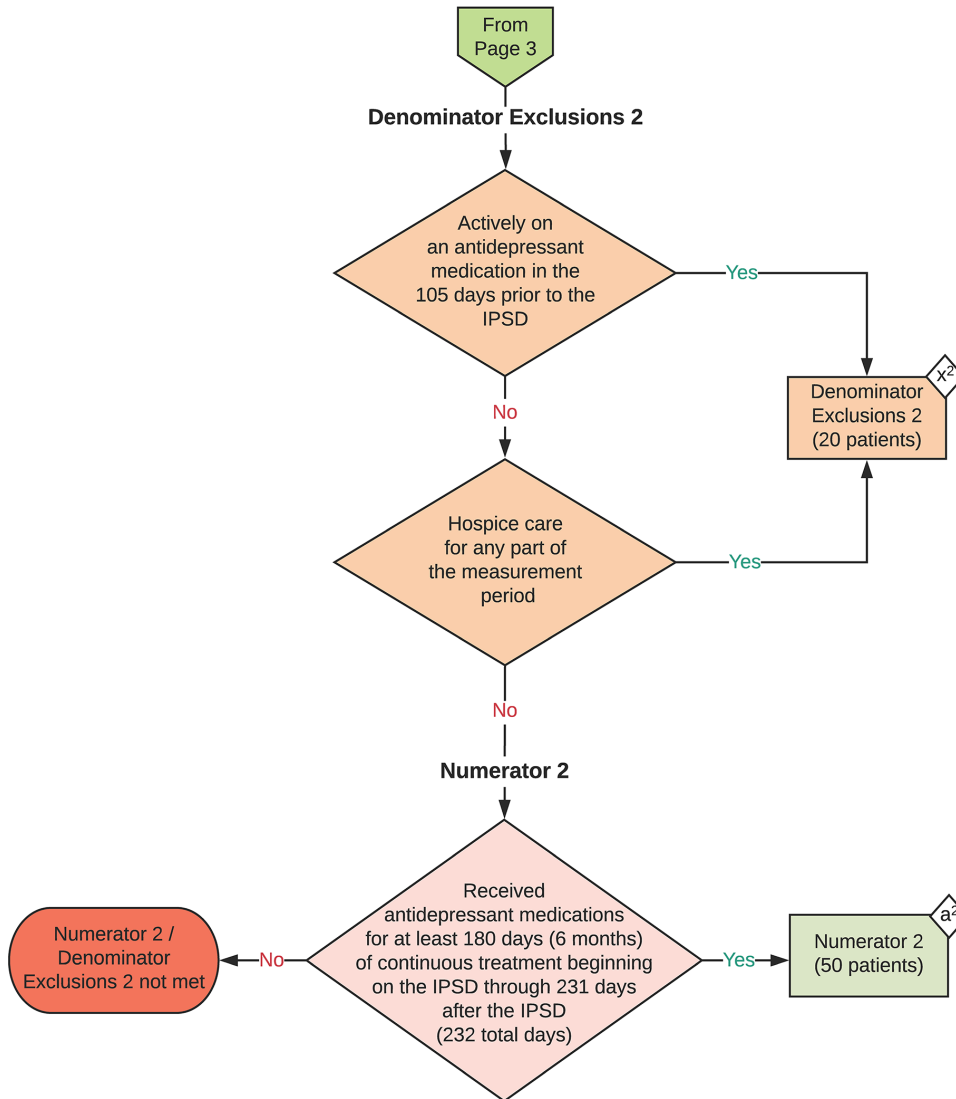 From
Page 3
Denominator Exclusions 2
Actively on
an antidepressant
medication in the
105 days prior to the
IPSD
Yes
x²
Denominator
Exclusions 2
(20 patients)
No
Hospice care
for any part of
the measurement
period
Yes
No
Numerator 2
Received
antidepressant medications
for at least 180 days (6 months)
of continuous treatment beginning
on the IPSD through 231 days
after the IPSD
(232 total days)
No
Numerator 2 /
Denominator
Exclusions 2 not met
Yes
a²
Numerator 2
(50 patients)